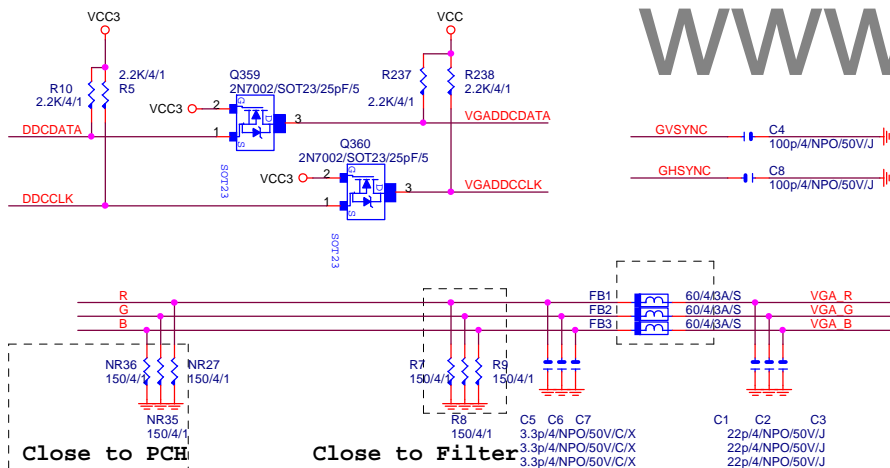 WWW
VCC3
VCC
2.2K/4/1
R10
R5
2.2K/4/1
Q359
2N7002/SOT23/25pF/5
R237
R238
2.2K/4/1
2.2K/4/1
VCC3
2
G
D
S
1
3
DDCDATA
VGADDCDATA
GVSYNC
C4
100p/4/NPO/50V/J
Q360
2N7002/SOT23/25pF/5
SOT23
VCC3
2
G
D
S
1
3
DDCCLK
VGADDCCLK
GHSYNC
C8
100p/4/NPO/50V/J
SOT23
R
FB1
60/4/3A/S
VGA_R
G
FB2
60/4/3A/S
VGA_G
B
FB3
60/4/3A/S
VGA_B
NR36
NR27
150/4/1
150/4/1
R7
R9
150/4/1
150/4/1
NR35
150/4/1
R8
150/4/1
C5 C6 C7
3.3p/4/NPO/50V/C/X
3.3p/4/NPO/50V/C/X
3.3p/4/NPO/50V/C/X
C1 C2 C3
22p/4/NPO/50V/J
22p/4/NPO/50V/J
22p/4/NPO/50V/J
Close to PCH
Close to Filter